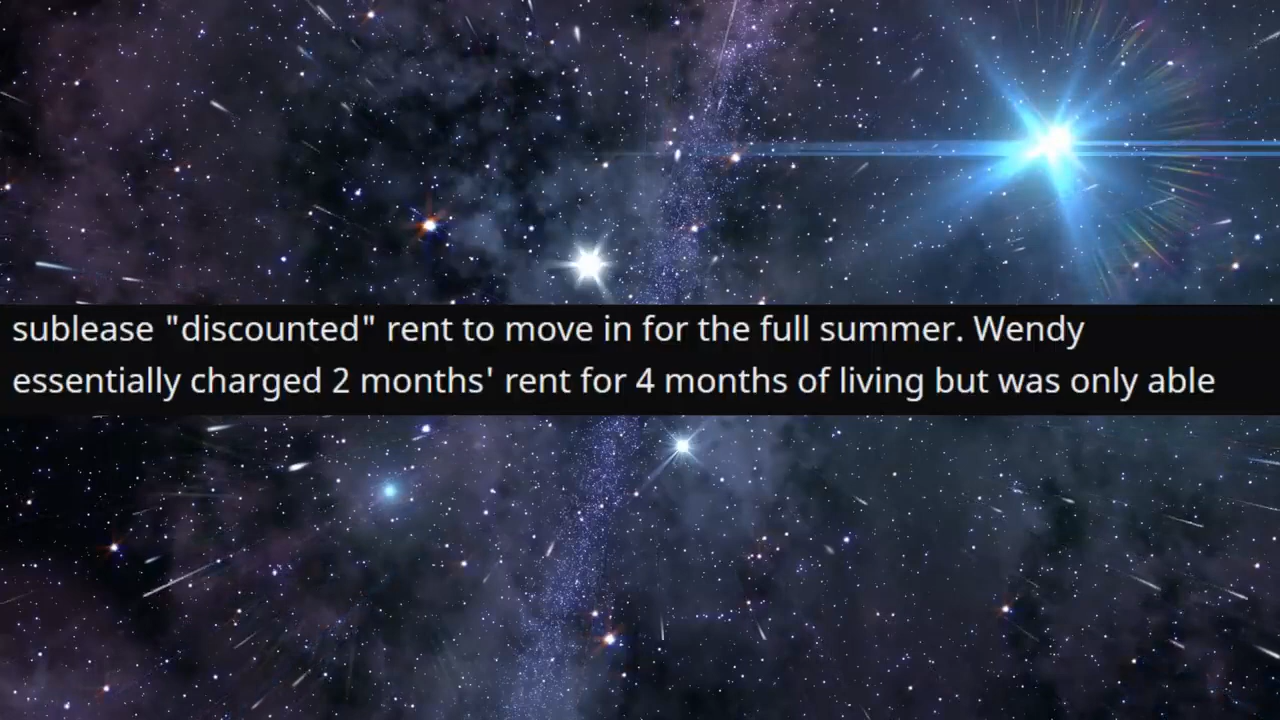 sublease "discounted" rent to move in for the full summer. Wendy
essentially charged 2 months' rent for 4 months of living but was only able